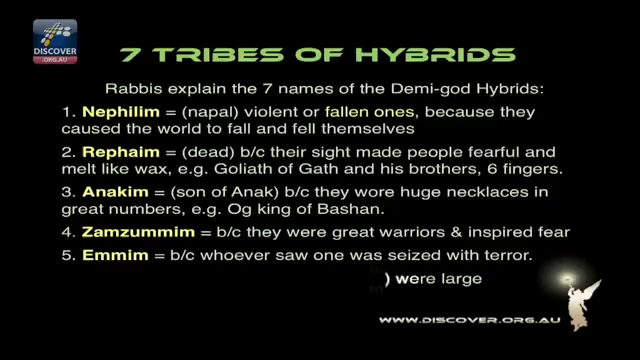 DISCOVER
.ORG.AU
7 TRIBES OF HYBRIDS
Rabbis explain the 7 names of the Demi-god Hybrids:
1. Nephilim = (napal) violent or fallen ones, because they
caused the world to fall and fell themselves
2. Rephaim = (dead) b/c their sight made people fearful and
melt like wax, e.g. Goliath of Gath and his brothers, 6 fingers.
3. Anakim = (son of Anak) b/c they wore huge necklaces in
great numbers, e.g. Og king of Bashan.
4. Zamzummim = b/c they were great warriors & inspired fear
5. Emmim = b/c whoever saw one was seized with terror.
) were large
WWW.DISCOVER.ORG.AU